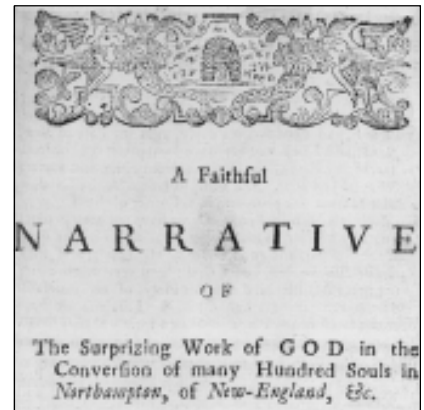 A Faithful
NARRATIVE
OF
The Surprizing Work of GOD in the
Converſion of many Hundred Souls in
Northampton, of New-England, &c.